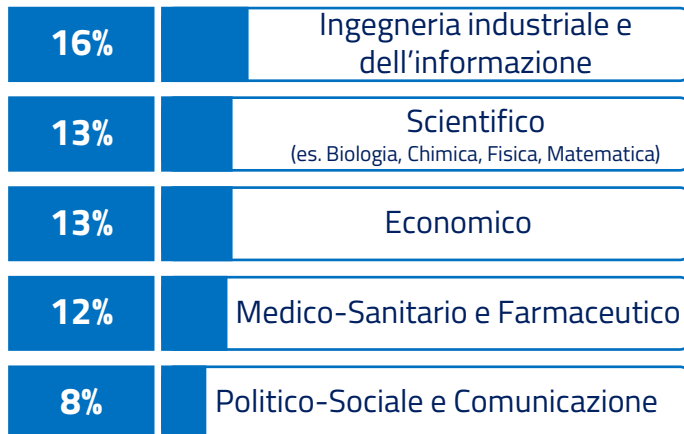 16%
Ingegneria industriale e
dell’informazione
13%
Scientifico
(es. Biologia, Chimica, Fisica, Matematica)
13%
Economico
12%
Medico-Sanitario e Farmaceutico
8%
Politico-Sociale e Comunicazione